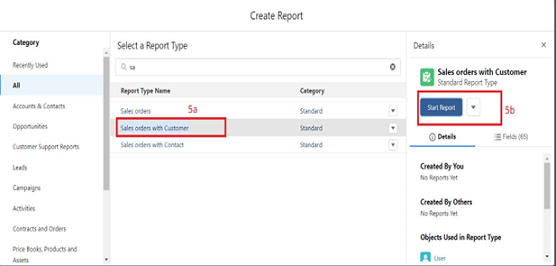 Create Report
Category
Recently Used
All
Accounts & Contacts
Opportunities
Customer Support Reports
Leads
Campaigns
Activities
Contracts and Orders
Price Books, Products and
Assets
Select a Report Type
sa
Report Type Name Category
Sales orders 5a Standard
Sales orders with Customer Standard
Sales orders with Contact Standard
Details
Sales orders with Customer
Standard Report Type
Start Report 5b
Details Fields (65)
Created By You
No Reports Yet
Created By Others
No Reports Yet
Objects Used in Report Type
User